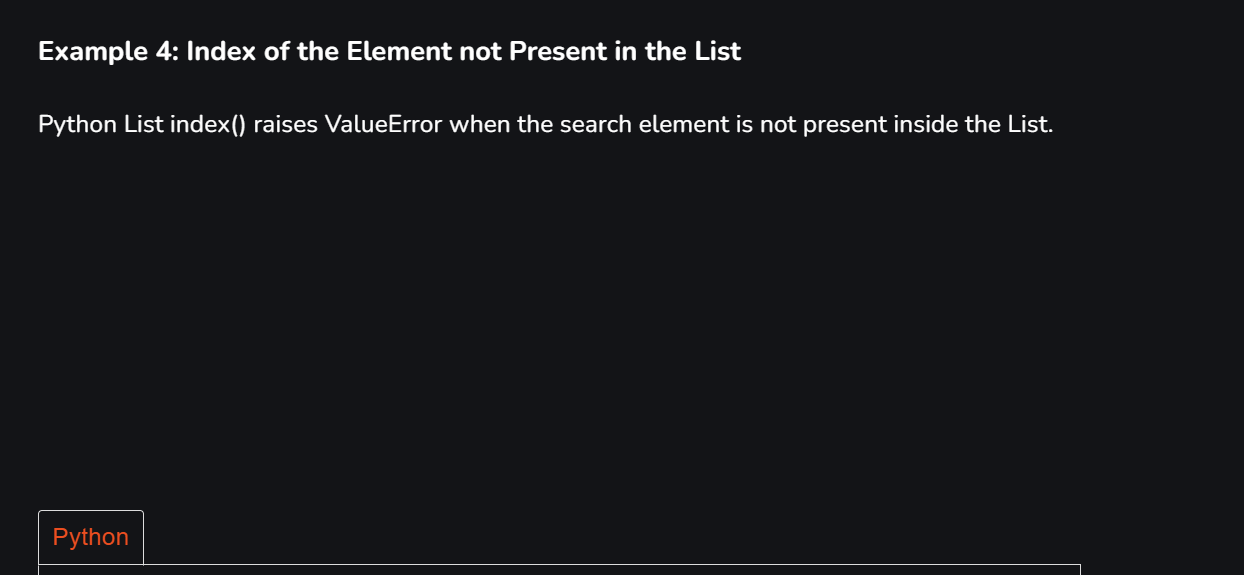 Example 4: Index of the Element not Present in the List
Python List index() raises ValueError when the search element is not present inside the List.
Python